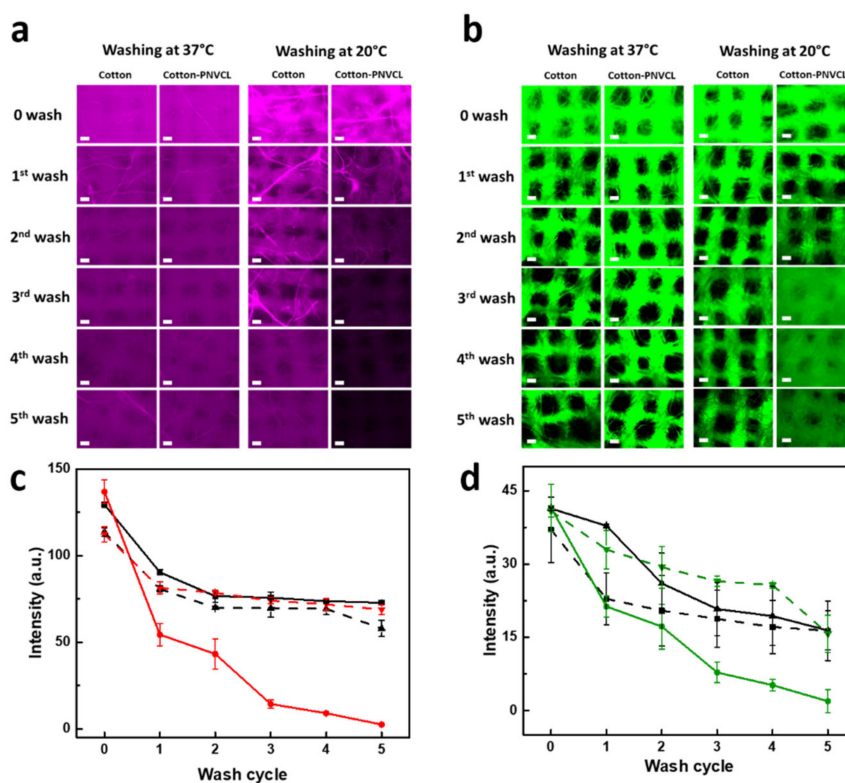 a
Washing at 37°C Washing at 20°C
Cotton Cotton-PNVCL Cotton Cotton-PNVCL
0 wash
1st wash
2nd wash
3rd wash
4th wash
5th wash
b
Washing at 37°C Washing at 20°C
Cotton Cotton-PNVCL Cotton Cotton-PNVCL
0 wash
1st wash
2nd wash
3rd wash
4th wash
5th wash
c
Intensity (a.u.)
150
100
50
0
0 1 2 3 4 5
Wash cycle
d
Intensity (a.u.)
45
30
15
0
0 1 2 3 4 5
Wash cycle